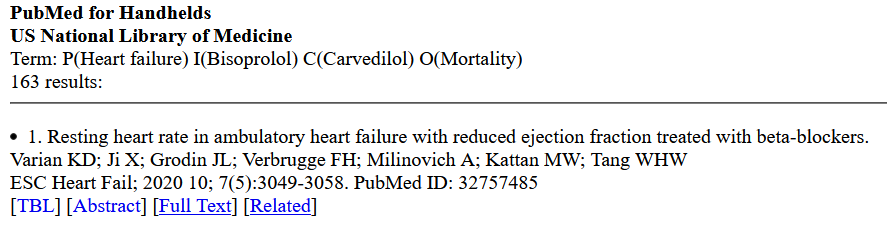 PubMed for Handhelds
US National Library of Medicine
Term: P(Heart failure) I(Bisoprolol) C(Carvedilol) O(Mortality)
163 results:
• 1. Resting heart rate in ambulatory heart failure with reduced ejection fraction treated with beta-blockers.
Varian KD; Ji X; Grodin JL; Verbrugge FH; Milinovich A; Kattan MW; Tang WHW
ESC Heart Fail; 2020 10; 7(5):3049-3058. PubMed ID: 32757485
[TBL] [Abstract] [Full Text] [Related]